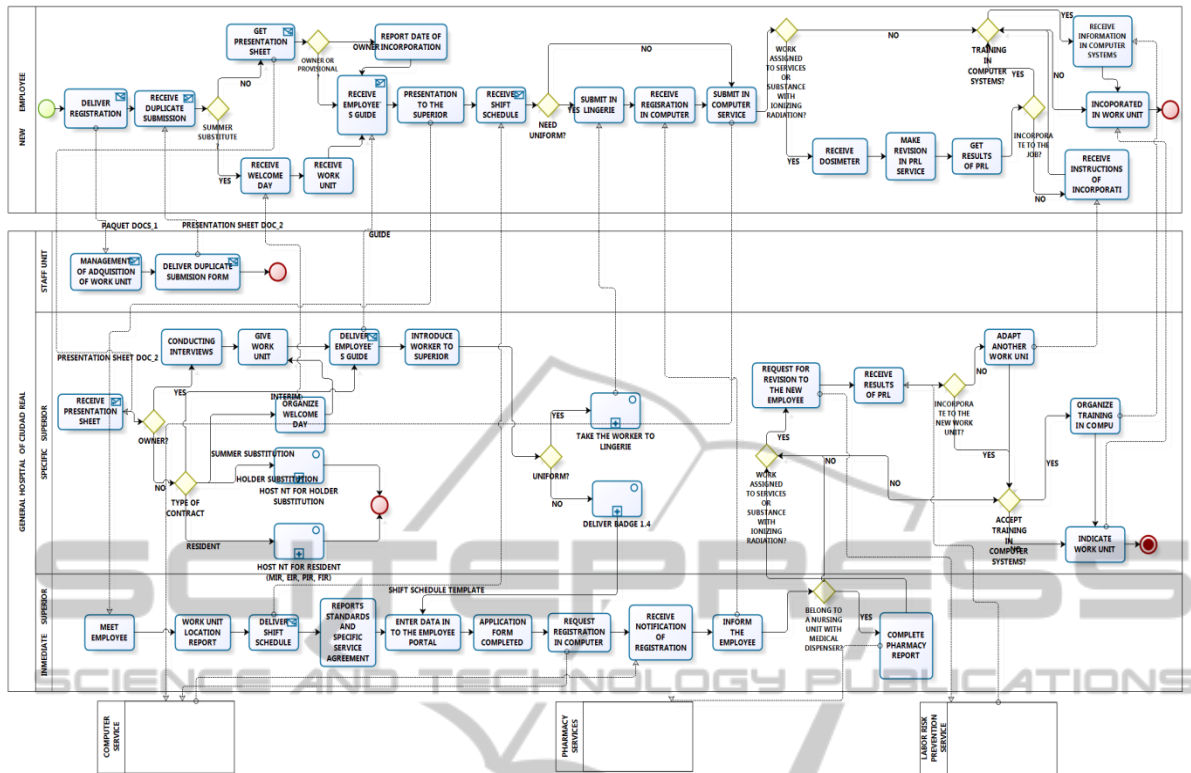 NEW EMPLOYEE
DELIVER
REGISTRATION
RECEIVE
DUPLICATE
SUBMISSION
SUMMER
SUBSTITUTE
?
NO
YES
GET
PRESENTATION
SHEET
OWNER OR
PROVISIONAL
REPORT DATE OF
OWNER
INCORPORATION
RECEIVE
WELCOME
DAY
RECEIVE
WORK
UNIT
RECEIVE
EMPLOYEE'
S GUIDE
PRESENTATION
TO THE
SUPERIOR
RECEIVE
SHIFT
SCHEDULE
NEED
UNIFORM?
NO
YES
SUBMIT IN
LINGERIE
RECEIVE
REGISRATION
IN COMPUTER
SUBMIT IN
COMPUTER
SERVICE
WORK
ASSIGNED
TO SERVICES
OR
SUBSTANCE
WITH
IONIZING
RADIATION?
NO
YES
RECEIVE
DOSIMETER
MAKE
REVISION
IN PRL
SERVICE
GET
RESULTS
OF PRL
INCORPORA
TE TO THE
JOB?
YES
NO
TRAINING
IN
COMPUTER
SYSTEMS?
YES
NO
RECEIVE
INFORMATION
IN COMPUTER
SYSTEMS
INCOPORATED
IN WORK UNIT
RECEIVE
INSTRUCTIONS
OF
INCORPORATI
PAQUET DOCS_1
PRESENTATION SHEET DOC_2
GUIDE
GENERAL HOSPITAL OF CIUDAD REAL
STAFF UNIT
MANAGEMENT
OF ADQUISITION
OF WORK UNIT
DELIVER DUPLICATE
SUBMISION FORM
SPECIFIC SUPERIOR
PRESENTATION SHEET DOC_2
RECEIVE
PRESENTATION
SHEET
OWNER?
YES
NO
CONDUCTING
INTERVIEWS
GIVE
WORK
UNIT
DELIVER
EMPLOYEE'
S GUIDE
INTRODUCE
WORKER TO
SUPERIOR
INTERIM
ORGANIZE
WELCOME
DAY
SUMMER SUBSTITUTION
HOLDER SUBSTITUTION
HOST NT FOR HOLDER
SUBSTITUTION
TYPE OF
CONTRACT
RESIDENT
HOST NT FOR RESIDENT
(MIR, EIR, PIR, FIR)
UNIFORM?
YES
NO
TAKE THE WORKER TO
LINGERIE
DELIVER BADGE 1.4
REQUEST FOR
REVISION TO
THE NEW
EMPLOYEE
RECEIVE
RESULTS
OF PRL
YES
NO
WORK
ASSIGNED
TO SERVICES
OR
SUBSTANCE
WITH
IONIZING
RADIATION?
NO
INCORPORA
TE TO THE
NEW WORK
UNIT?
NO
YES
ADAPT
ANOTHER
WORK UNI
ORGANIZE
TRAINING
IN COMPU
YES
ACCEPT
TRAINING
IN
COMPUTER
SYSTEMS?
NO
INDICATE
WORK UNIT
INMEDIATE SUPERIOR
MEET
EMPLOYEE
WORK UNIT
LOCATION
REPORT
DELIVER
SHIFT
SCHEDULE
REPORTS
STANDARDS
AND
SPECIFIC
SERVICE
AGREEMENT
SHIFT SCHEDULE TEMPLATE
ENTER DATA IN
TO THE EMPLOYEE
PORTAL
APPLICATION
FORM
COMPLETED
REQUEST
REGISTRATION
IN COMPUTER
RECEIVE
NOTIFICATION
OF
REGISTRATION
INFORM
THE
EMPLOYEE
BELONG TO
A NURSING
UNIT WITH
MEDICAL
DISPENSER?
YES
COMPLETE
PHARMACY
REPORT
COMPUTER
SERVICE
PHARMACY
SERVICES
LABOR RISK
PREVENTION
SERVICE
SCITEPRESS
SCIENCE AND TECHNOLOGY PUBLICATIONS